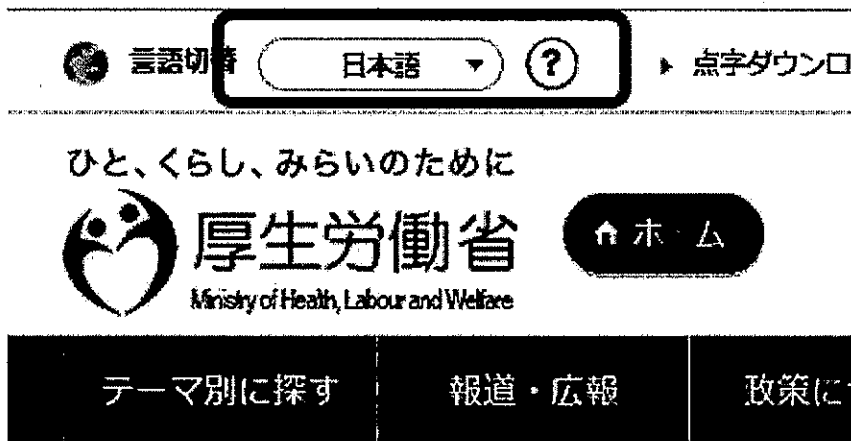 言語切替 日本語 ▼ ? ▶ 点字ダウンロ
ひと、くらし、みらいのために
厚生労働省 ホーム
Ministry of Health, Labour and Welfare
テーマ別に探す 報道・広報 政策に